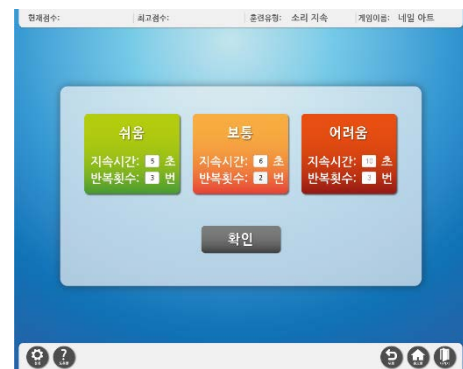 현재점수: 최고점수: 훈련유형: 소리 지속 게임이름: 네일 아트
쉬움 보통 어려움
지속시간: 5 초 지속시간: 6 초 지속시간: 10 초
반복횟수: 3 번 반복횟수: 2 번 반복횟수: 3 번
확인
?